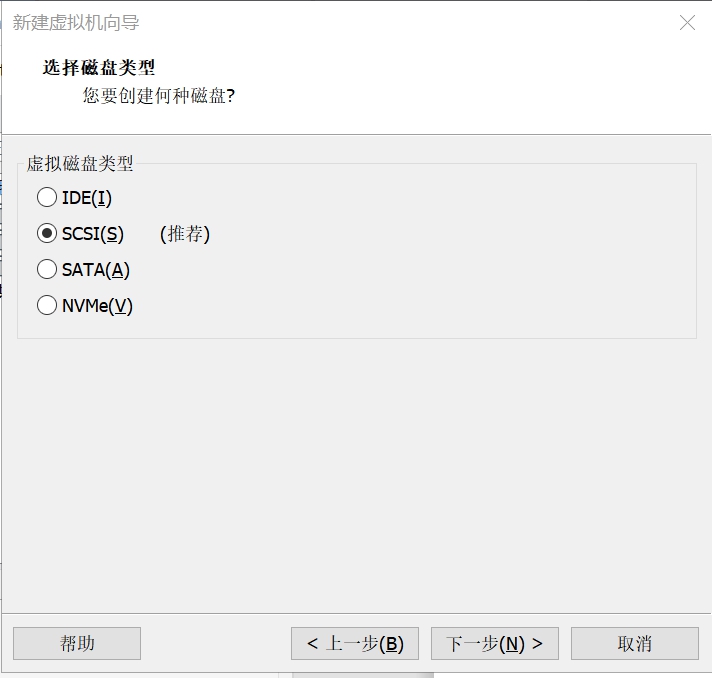 新建虚拟机向导
选择磁盘类型
您要创建何种磁盘?
虚拟磁盘类型
IDE(I)
SCSI(S) (推荐)
SATA(A)
NVMe(V)
帮助 < 上一步(B) 下一步(N) > 取消